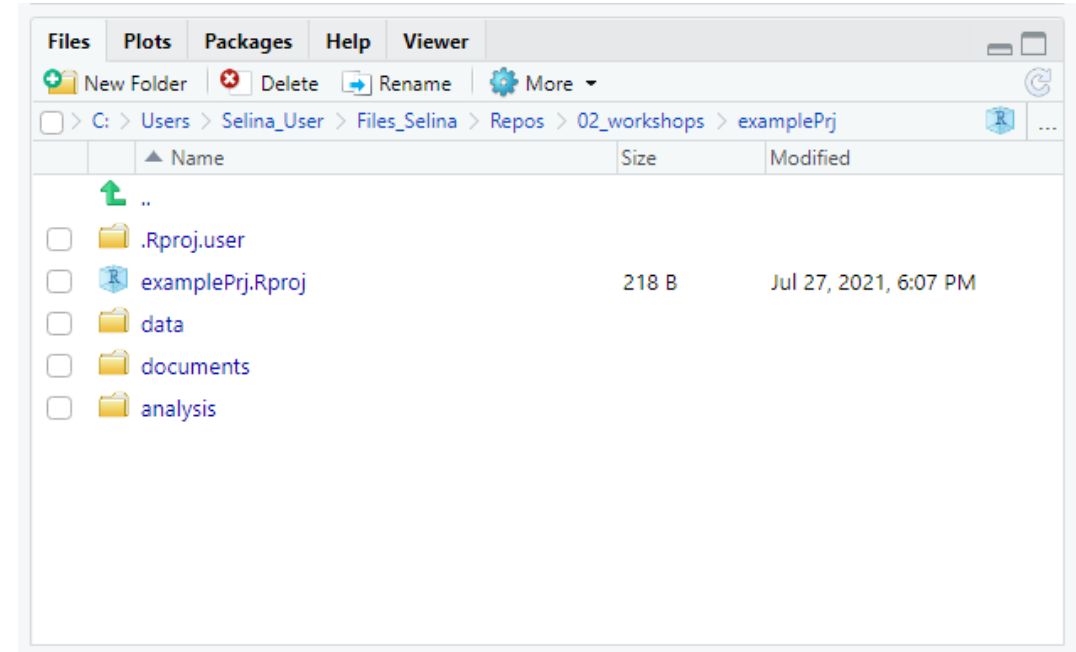 Files Plots Packages Help Viewer
New Folder Delete Rename More
C: > Users > Selina_User > Files_Selina > Repos > 02_workshops > examplePrj R ...
Name Size Modified
..
.Rproj.user
R examplePrj.Rproj 218 B Jul 27, 2021, 6:07 PM
data
documents
analysis